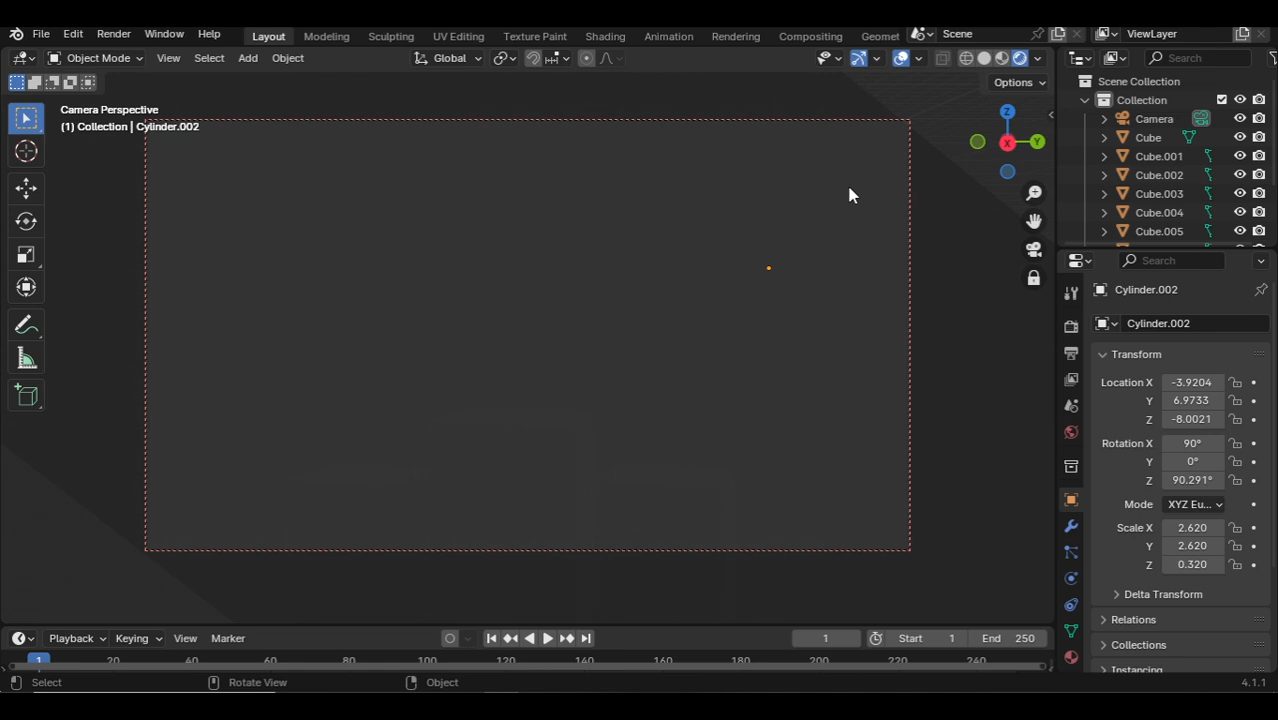 File Edit Render Window Help Layout Modeling Sculpting UV Editing Texture Paint Shading Animation Rendering Compositing Geomet Scene ViewLayer
Object Mode View Select Add Object Global Search
Options
Camera Perspective
(1) Collection | Cylinder.002
Z
X
Y
Scene Collection
Collection
Camera
Cube
Cube.001
Cube.002
Cube.003
Cube.004
Cube.005
Search
Cylinder.002
Cylinder.002
Transform
Location X -3.9204
Y 6.9733
Z -8.0021
Rotation X 90°
Y 0°
Z 90.291°
Mode XYZ Eu...
Scale X 2.620
Y 2.620
Z 0.320
Delta Transform
Relations
Collections
Instancing
Playback Keying View Marker 1 Start 1 End 250
1 20 40 60 80 100 120 140 160 180 200 220 240
Select Rotate View Object 4.1.1